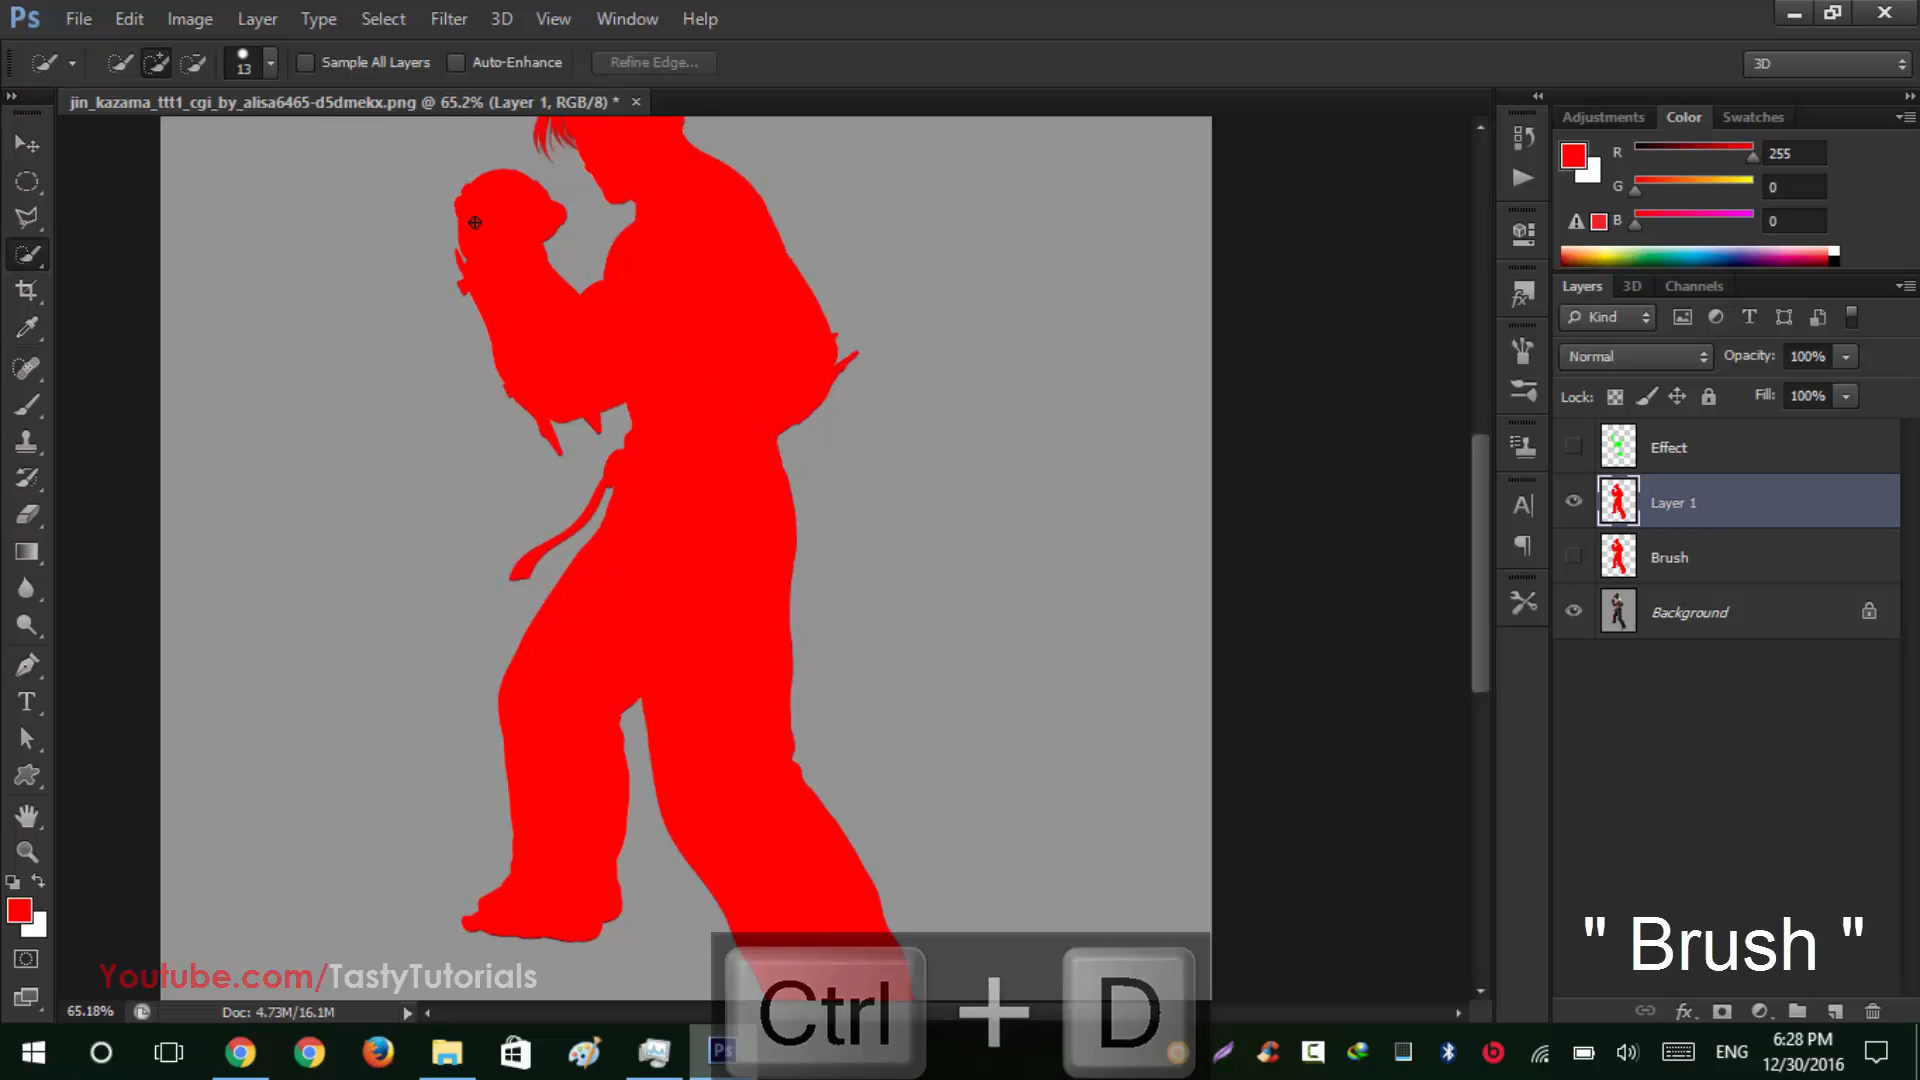 Ps File Edit Image Layer Type Select Filter 3D View Window Help
13 Sample All Layers Auto-Enhance Refine Edge... 3D
jin_kazama_ttt1_cgi_by_alisa6465-d5dmekx.png @ 65.2% (Layer 1, RGB/8) *
Adjustments Color Swatches
R 255
G 0
B 0
Layers 3D Channels
Kind
Normal Opacity: 100%
Lock: Fill: 100%
Effect
Layer 1
Brush
Background
" Brush "
Youtube.com/TastyTutorials
Ctrl + D
65.18% Doc: 4.73M/16.1M
Ps ENG 6:28 PM
12/30/2016